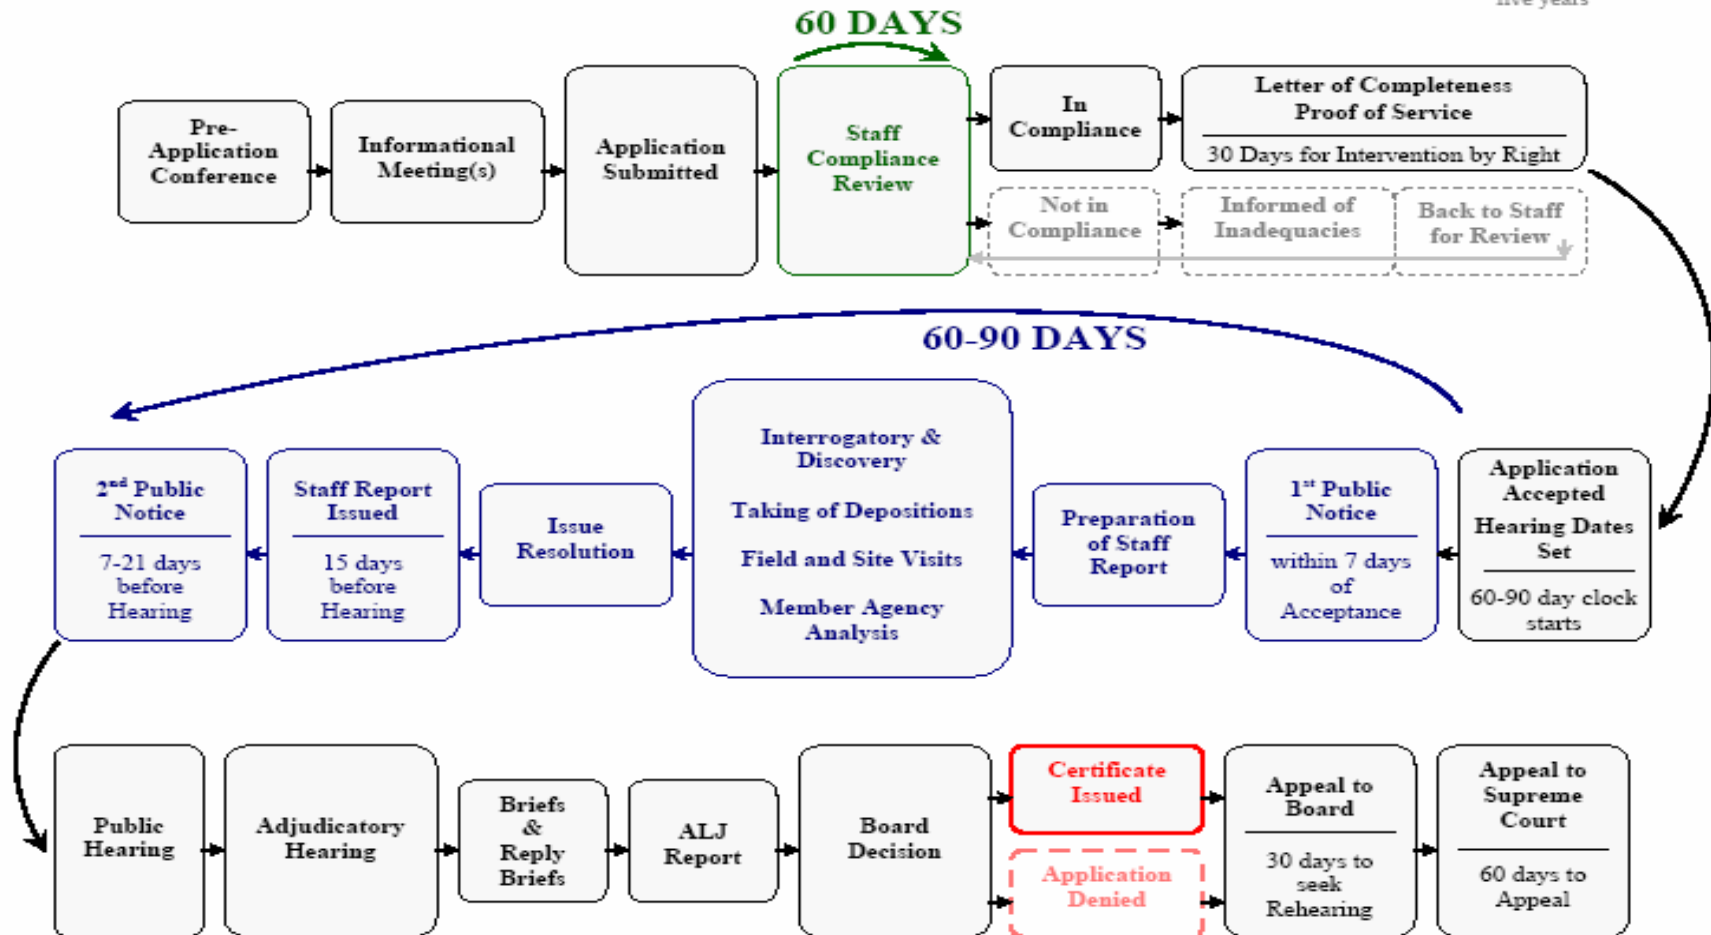 five years
60 DAYS
Pre-
Application
Conference
Informational
Meeting(s)
Application
Submitted
Staff
Compliance
Review
In
Compliance
Letter of Completeness
Proof of Service
30 Days for Intervention by Right
Not in
Compliance
Informed of
Inadequacies
Back to Staff
for Review
60-90 DAYS
2nd Public
Notice
7-21 days
before
Hearing
Staff Report
Issued
15 days
before
Hearing
Issue
Resolution
Interrogatory &
Discovery
Taking of Depositions
Field and Site Visits
Member Agency
Analysis
Preparation
of Staff
Report
1st Public
Notice
within 7 days
of
Acceptance
Application
Accepted
Hearing Dates
Set
60-90 day clock
starts
Public
Hearing
Adjudicatory
Hearing
Briefs
&
Reply
Briefs
ALJ
Report
Board
Decision
Certificate
Issued
Application
Denied
Appeal to
Board
30 days to
seek
Rehearing
Appeal to
Supreme
Court
60 days to
Appeal